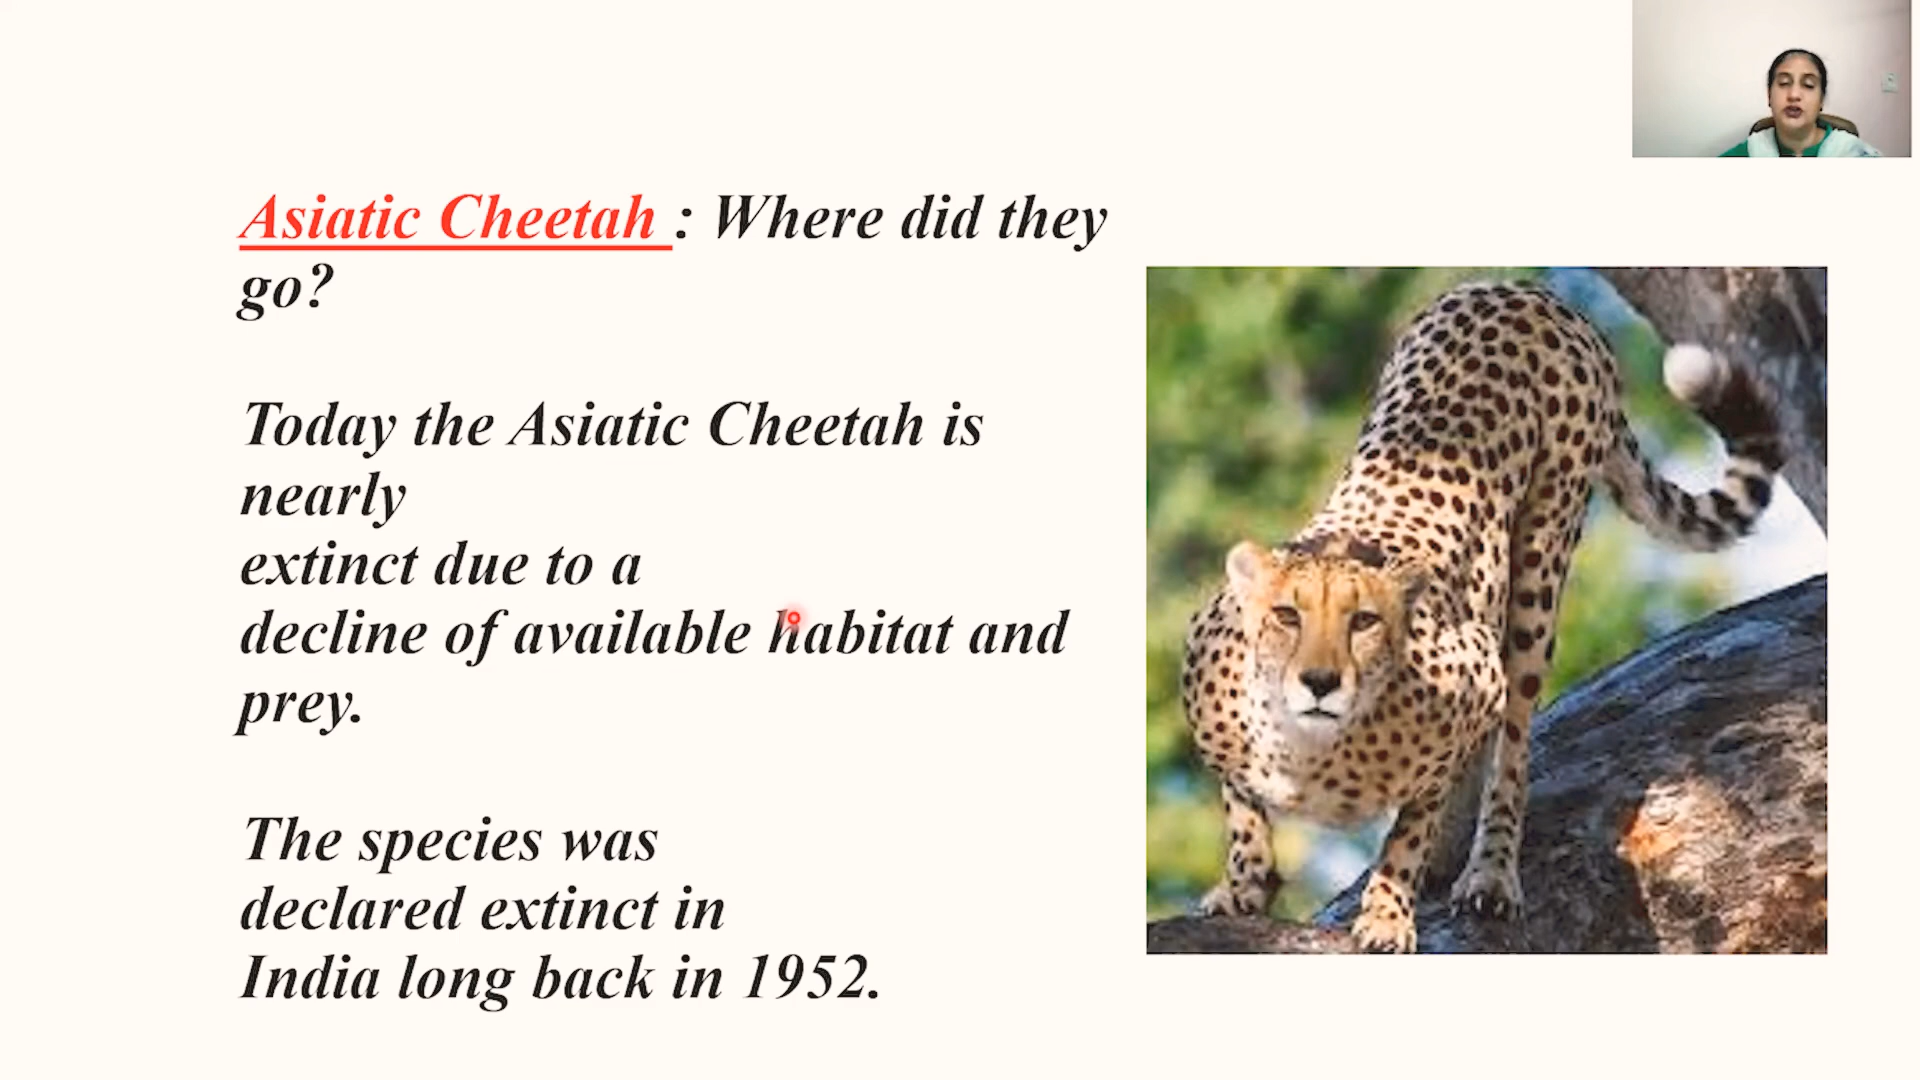 Asiatic Cheetah : Where did they
go?
Today the Asiatic Cheetah is
nearly
extinct due to a
decline of available habitat and
prey.
The species was
declared extinct in
India long back in 1952.